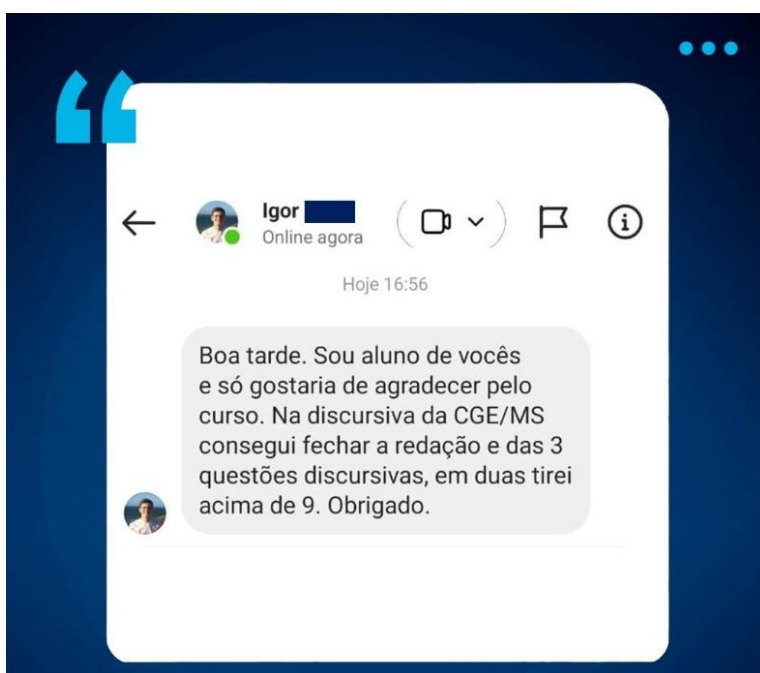 Igor
Online agora
Hoje 16:56
Boa tarde. Sou aluno de vocês
e só gostaria de agradecer pelo
curso. Na discursiva da CGE/MS
consegui fechar a redação e das 3
questões discursivas, em duas tirei
acima de 9. Obrigado.